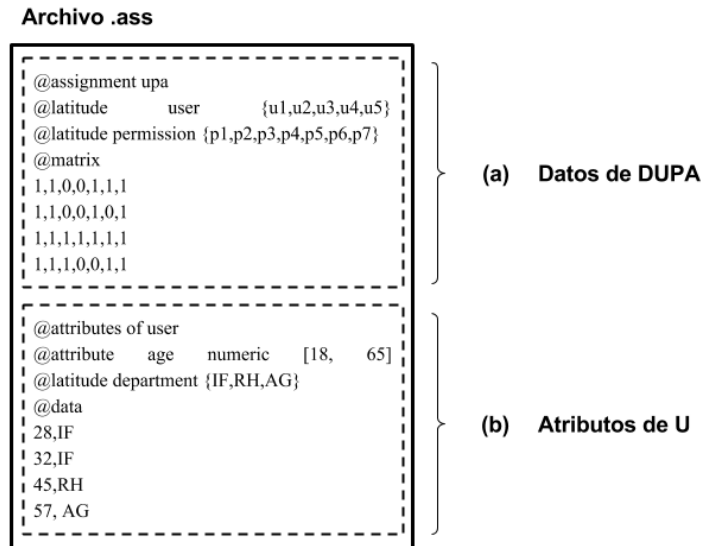 Archivo .ass
@assignment upa
@latitude user {u1,u2,u3,u4,u5}
@latitude permission {p1,p2,p3,p4,p5,p6,p7}
@matrix
1,1,0,0,1,1,1
1,1,0,0,1,0,1
1,1,1,1,1,1,1
1,1,1,0,0,1,1
(a) Datos de DUPA
@attributes of user
@attribute age numeric [18, 65]
@latitude department {IF,RH,AG}
@data
28,IF
32,IF
45,RH
57, AG
(b) Atributos de U